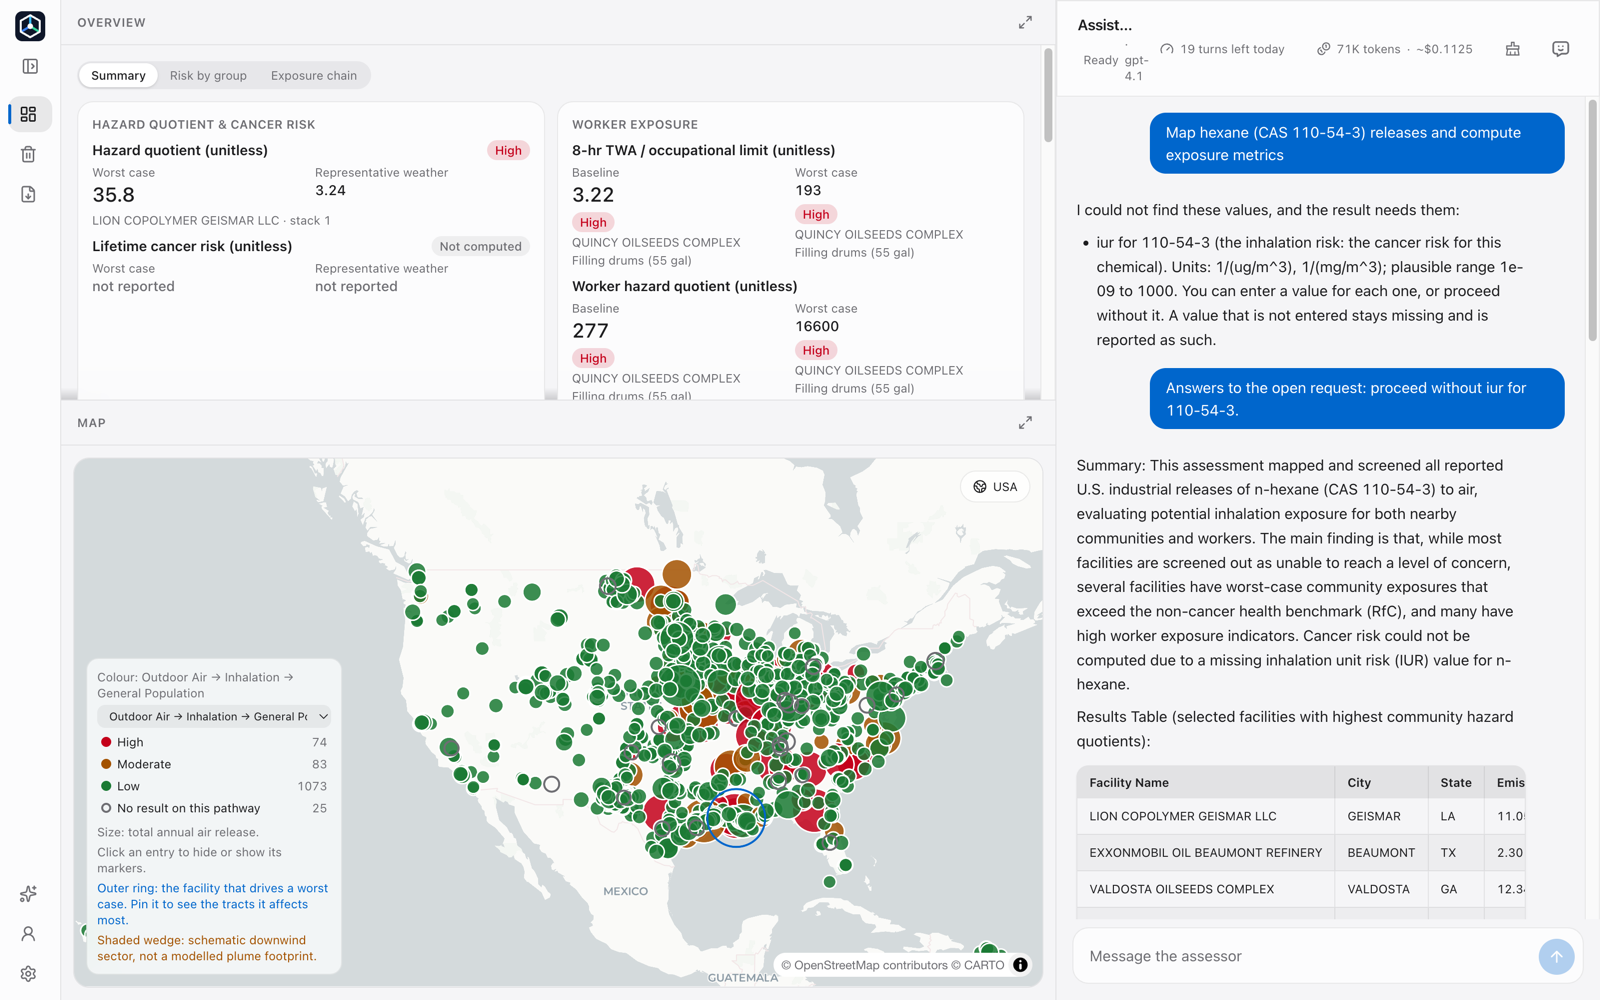 OVERVIEW
Summary
Risk by group
Exposure chain
HAZARD QUOTIENT & CANCER RISK
Hazard quotient (unitless)
High
Worst case
Representative weather
35.8
3.24
LION COPOLYMER GEISMAR LLC · stack 1
Lifetime cancer risk (unitless)
Not computed
Worst case
Representative weather
not reported
not reported
WORKER EXPOSURE
8-hr TWA / occupational limit (unitless)
Baseline
Worst case
3.22
193
High
High
QUINCY OILSEEDS COMPLEX
QUINCY OILSEEDS COMPLEX
Filling drums (55 gal)
Filling drums (55 gal)
Worker hazard quotient (unitless)
Baseline
Worst case
277
16600
High
High
QUINCY OILSEEDS COMPLEX
QUINCY OILSEEDS COMPLEX
Filling drums (55 gal)
Filling drums (55 gal)
MAP
USA
ST
MEXICO
GUATEMALA
Colour: Outdoor Air → Inhalation →
General Population
Outdoor Air → Inhalation → General Pc
High 74
Moderate 83
Low 1073
No result on this pathway 25
Size: total annual air release.
Click an entry to hide or show its
markers.
Outer ring: the facility that drives a worst
case. Pin it to see the tracts it affects
most.
Shaded wedge: schematic downwind
sector, not a modelled plume footprint.
© OpenStreetMap contributors © CARTO
Assist...
Ready
·
gpt-
4.1
19 turns left today
71K tokens · ~$0.1125
Map hexane (CAS 110-54-3) releases and compute
exposure metrics
I could not find these values, and the result needs them:
• iur for 110-54-3 (the inhalation risk: the cancer risk for this
chemical). Units: 1/(ug/m^3), 1/(mg/m^3); plausible range 1e-
09 to 1000. You can enter a value for each one, or proceed
without it. A value that is not entered stays missing and is
reported as such.
Answers to the open request: proceed without iur for
110-54-3.
Summary: This assessment mapped and screened all reported
U.S. industrial releases of n-hexane (CAS 110-54-3) to air,
evaluating potential inhalation exposure for both nearby
communities and workers. The main finding is that, while most
facilities are screened out as unable to reach a level of concern,
several facilities have worst-case community exposures that
exceed the non-cancer health benchmark (RfC), and many have
high worker exposure indicators. Cancer risk could not be
computed due to a missing inhalation unit risk (IUR) value for n-
hexane.
Results Table (selected facilities with highest community hazard
quotients):
Facility Name City State Emis
LION COPOLYMER GEISMAR LLC GEISMAR LA 11.0
EXXONMOBIL OIL BEAUMONT REFINERY BEAUMONT TX 2.30
VALDOSTA OILSEEDS COMPLEX VALDOSTA GA 12.3
Message the assessor